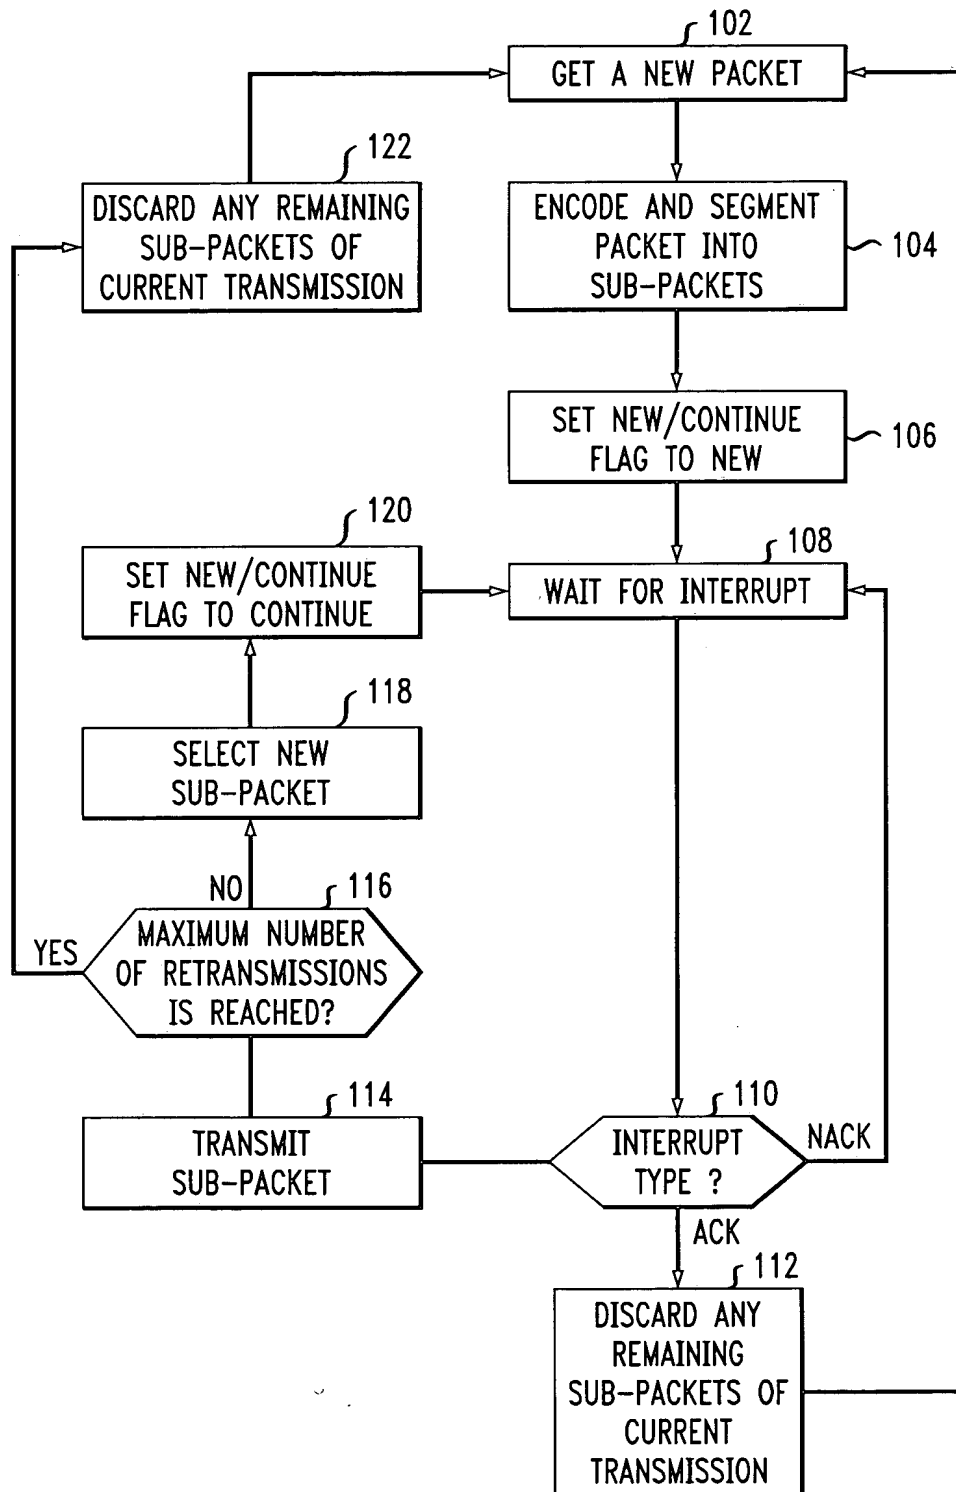 102
GET A NEW PACKET
122
DISCARD ANY REMAINING
SUB-PACKETS OF
CURRENT TRANSMISSION
ENCODE AND SEGMENT
PACKET INTO
SUB-PACKETS
104
SET NEW/CONTINUE
FLAG TO NEW
106
120
SET NEW/CONTINUE
FLAG TO CONTINUE
108
WAIT FOR INTERRUPT
118
SELECT NEW
SUB-PACKET
NO
116
YES
MAXIMUM NUMBER
OF RETRANSMISSIONS
IS REACHED?
114
TRANSMIT
SUB-PACKET
110
INTERRUPT
TYPE ?
NACK
ACK
112
DISCARD ANY
REMAINING
SUB-PACKETS OF
CURRENT
TRANSMISSION